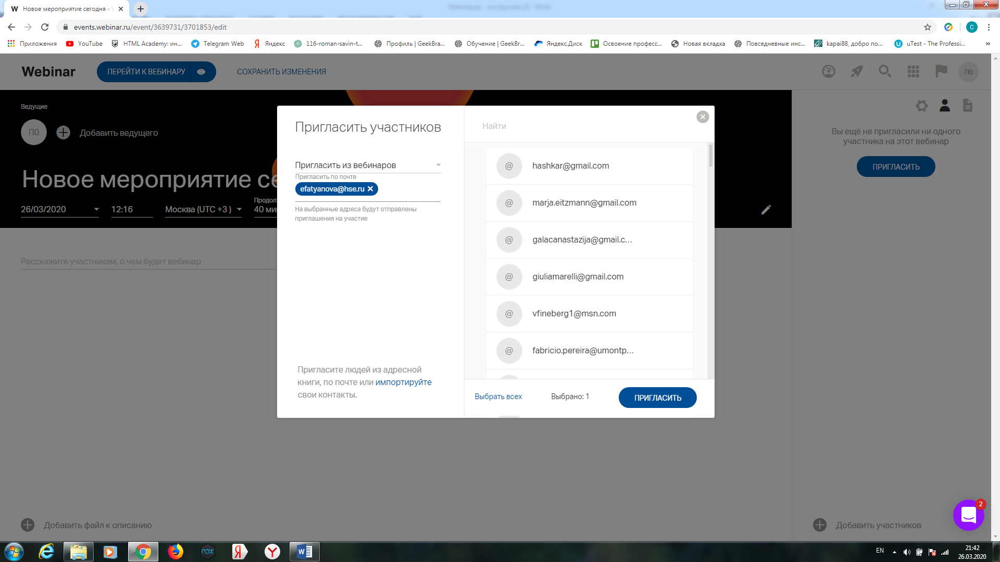 Новое мероприятие сегодня -
events.webinar.ru/event/3639731/3701853/edit
Приложения YouTube HTML Academy: ин... Telegram Web Яндекс 116-roman-savin-t... Профиль | GeekBra... Обучение | GeekBr... Яндекс.Диск Освоение професс... Новая вкладка Повседневные инс... kapai88, добро по... uTest - The Professi... »
Webinar ПЕРЕЙТИ К ВЕБИНАРУ СОХРАНИТЬ ИЗМЕНЕНИЯ П0
Ведущие
П0 Добавить ведущего
Новое мероприятие се
Продол
26/03/2020 12:16 Москва (UTC +3 ) 40 ми
Расскажите участникам, о чем будет вебинар
Добавить файл к описанию
Пригласить участников
Пригласить из вебинаров
Пригласить по почте
efatyanova@hse.ru
На выбранные адреса будут отправлены
приглашения на участие
Пригласите людей из адресной
книги, по почте или импортируйте
свои контакты.
Найти
@ hashkar@gmail.com
@ marja.eitzmann@gmail.com
@ galacanastazija@gmail.c...
@ giuliamarelli@gmail.com
@ vfineberg1@msn.com
@ fabricio.pereira@umontp...
Выбрать всех Выбрано: 1 ПРИГЛАСИТЬ
Вы ещё не пригласили ни одного
участника на этот вебинар
ПРИГЛАСИТЬ
2
Добавить участников
nox
EN
21:42
26.03.2020